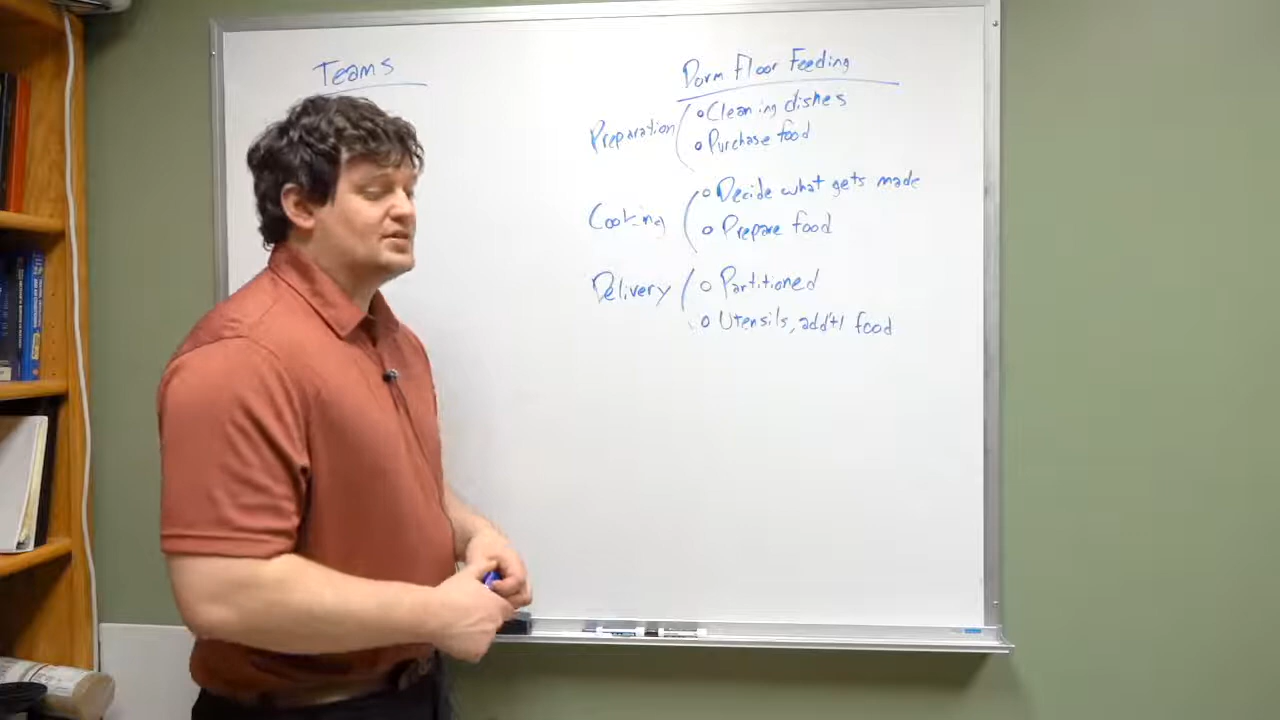 Teams
Dorm Floor Feeding
Preparation
o Cleaning dishes
o Purchase food
Cooking
o Decide what gets made
o Prepare food
Delivery
o Partitioned
o Utensils, add'tl food